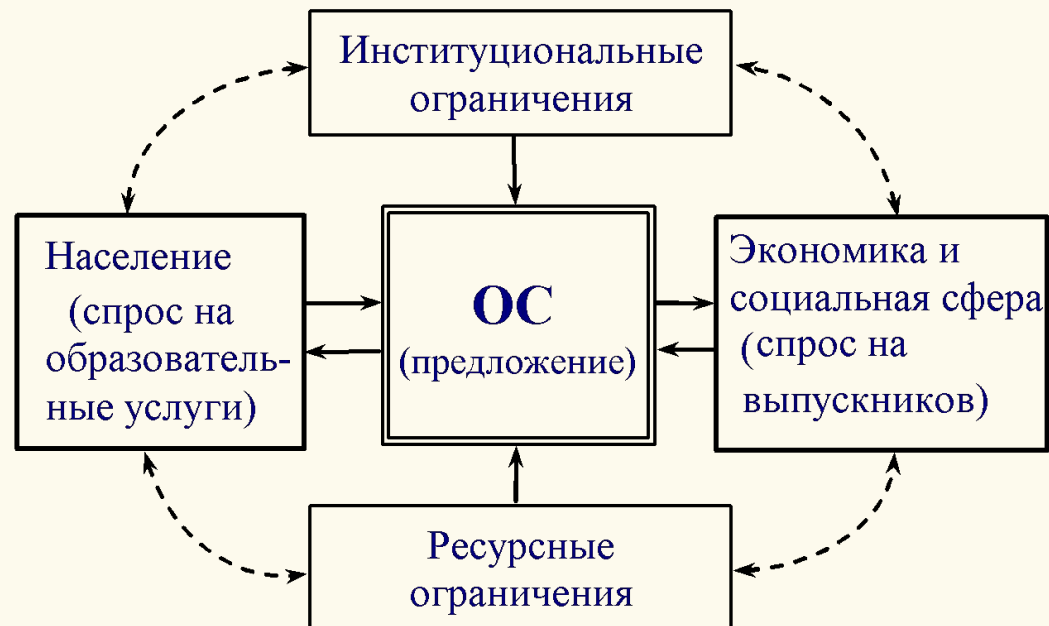 Институциональные
ограничения
Население
(спрос на
образователь-
ные услуги)
ОС
(предложение)
Экономика и
социальная сфера
(спрос на
выпускников)
Ресурсные
ограничения